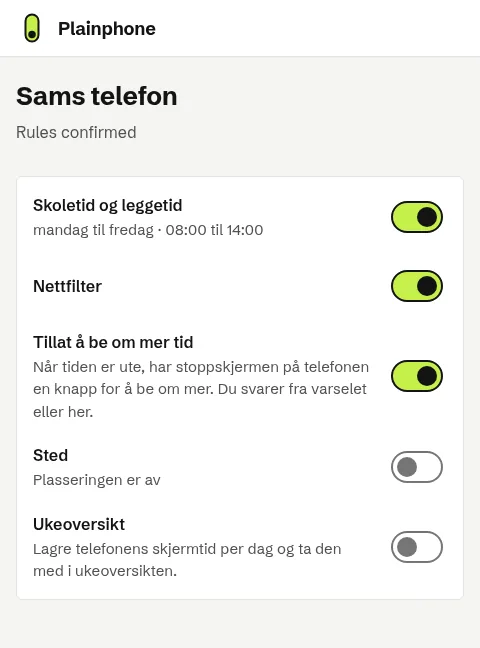 Plainphone
Sams telefon
Rules confirmed
Skoletid og leggetid
mandag til fredag · 08:00 til 14:00
Nettfilter
Tillat å be om mer tid
Når tiden er ute, har stoppskjermen på telefonen
en knapp for å be om mer. Du svarer fra varselet
eller her.
Sted
Plasseringen er av
Ukeoversikt
Lagre telefonens skjermtid per dag og ta den
med i ukeoversikten.